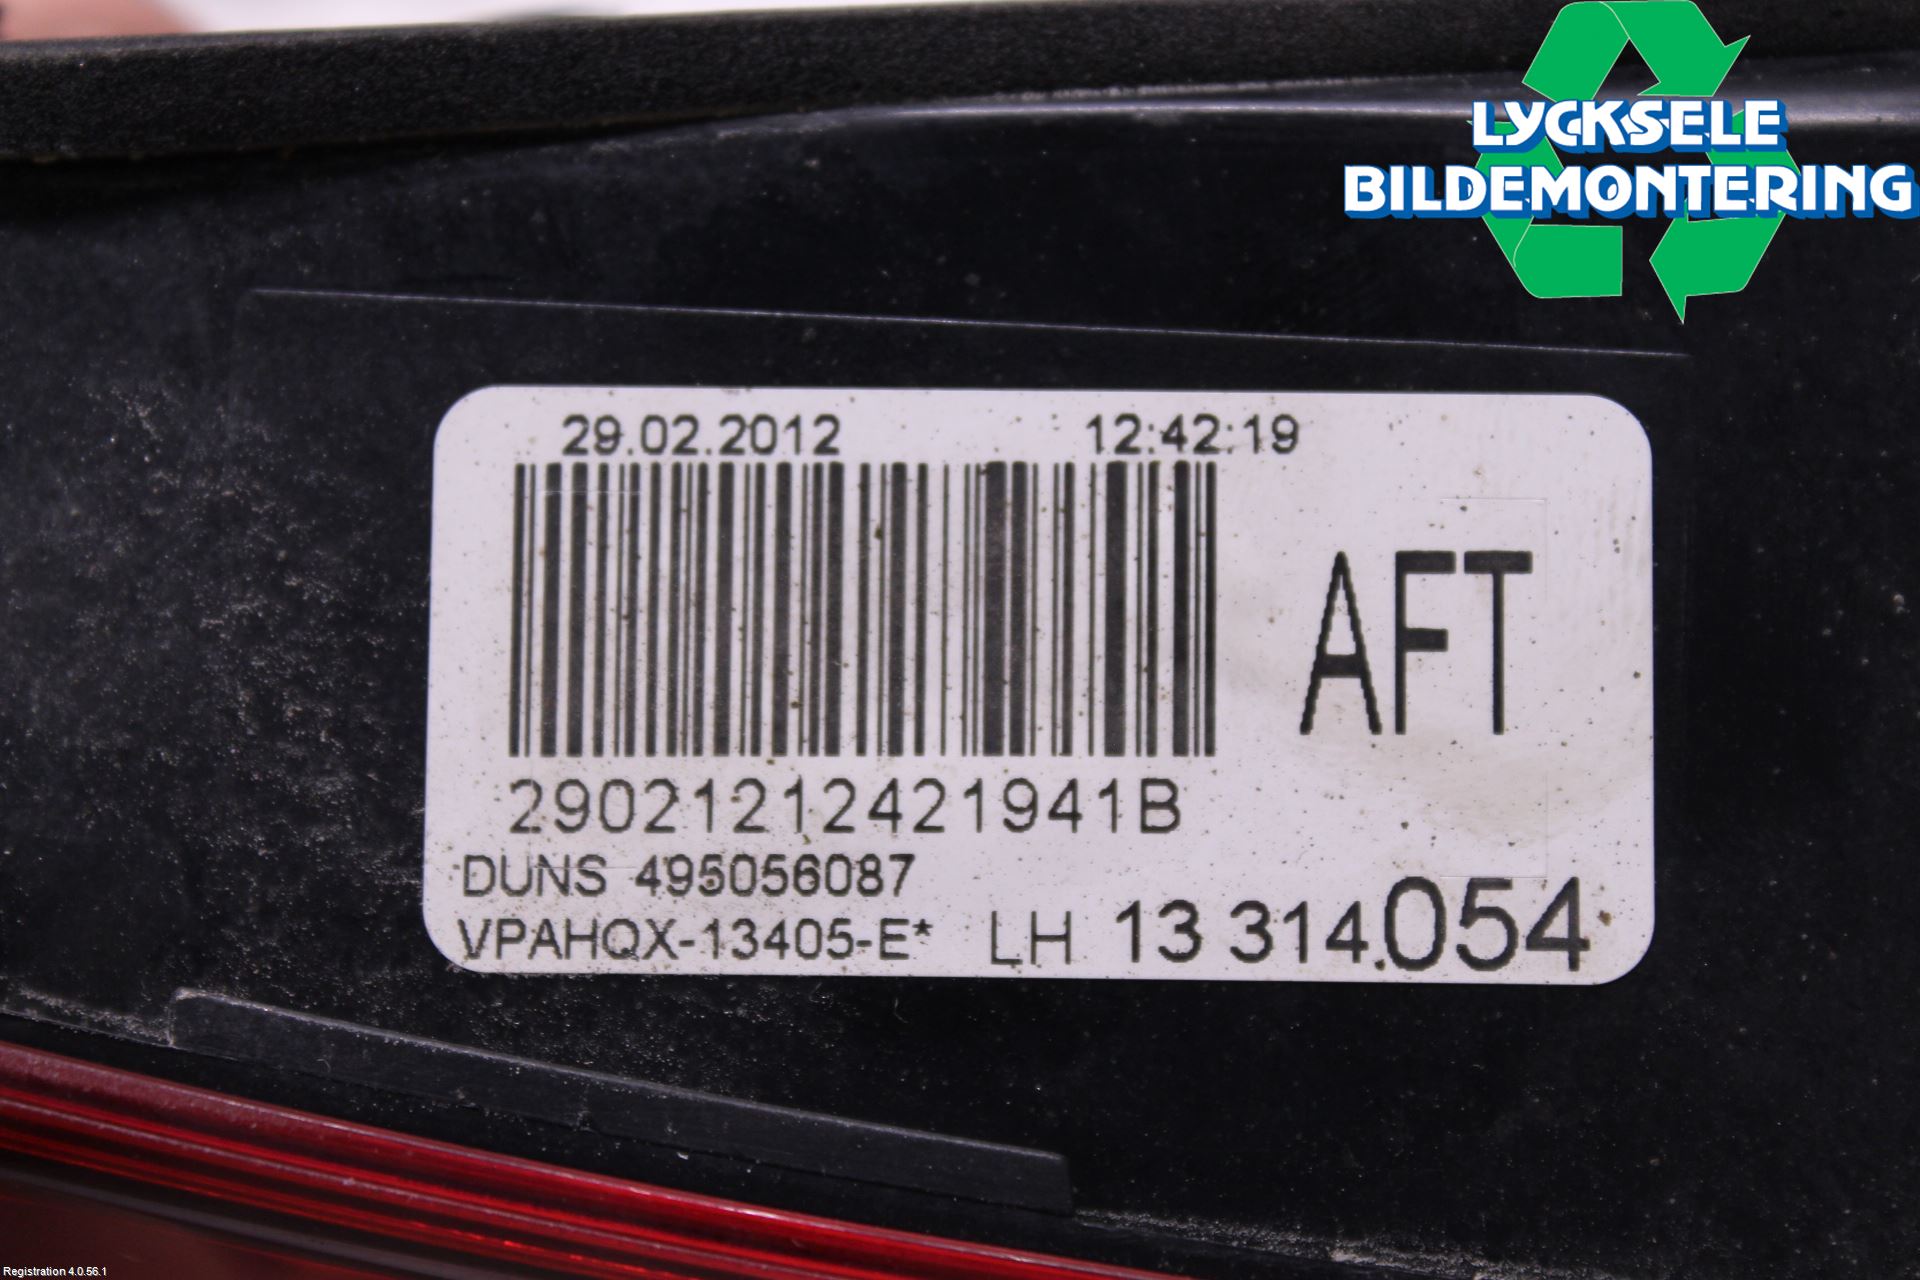 LYCKSELE
BILDEMONTERING
29.02.2012 12:42:19
AFT
29021212421941B
DUNS 495056087
VPAHQX-13405-E* LH 13 314.054
Registration 4.0.56.1